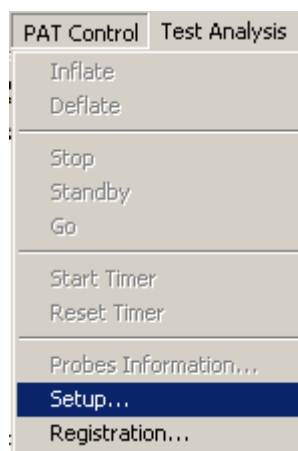 PAT Control Test Analysis
Inflate
Deflate
Stop
Standby
Go
Start Timer
Reset Timer
Probes Information...
Setup...
Registration...